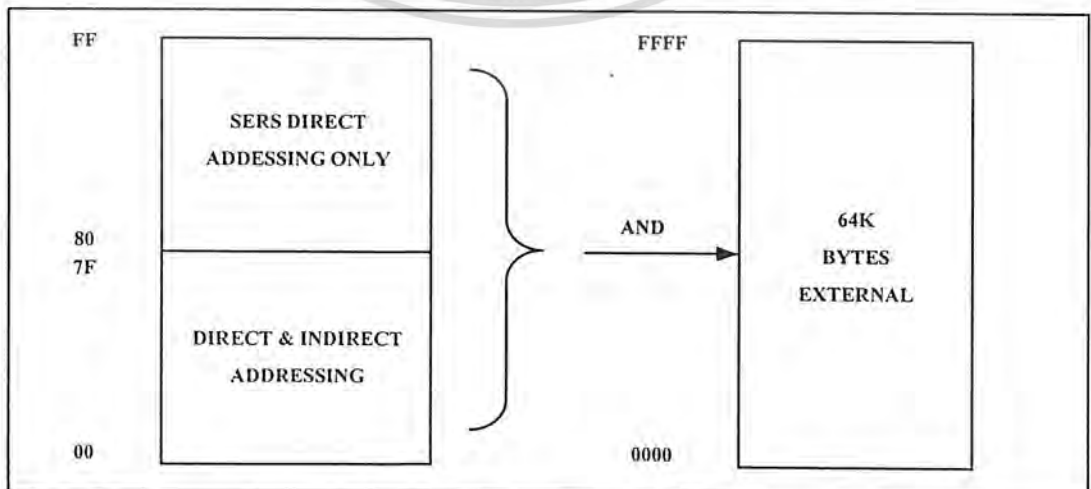 FF
SERS DIRECT
ADDESSING ONLY
80
7F
DIRECT & INDIRECT
ADDRESSING
00
AND
FFFF
64K
BYTES
EXTERNAL
0000